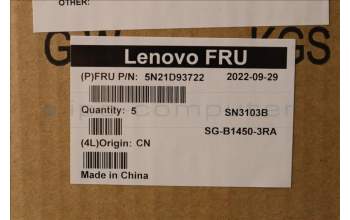 OTHER:
G.W. KGS
Lenovo FRU
(P)FRU P/N: 5N21D93722 2022-09-29
Quantity: 5 SN3103B
SG-B1450-3RA
(4L)Origin: CN
Made in China